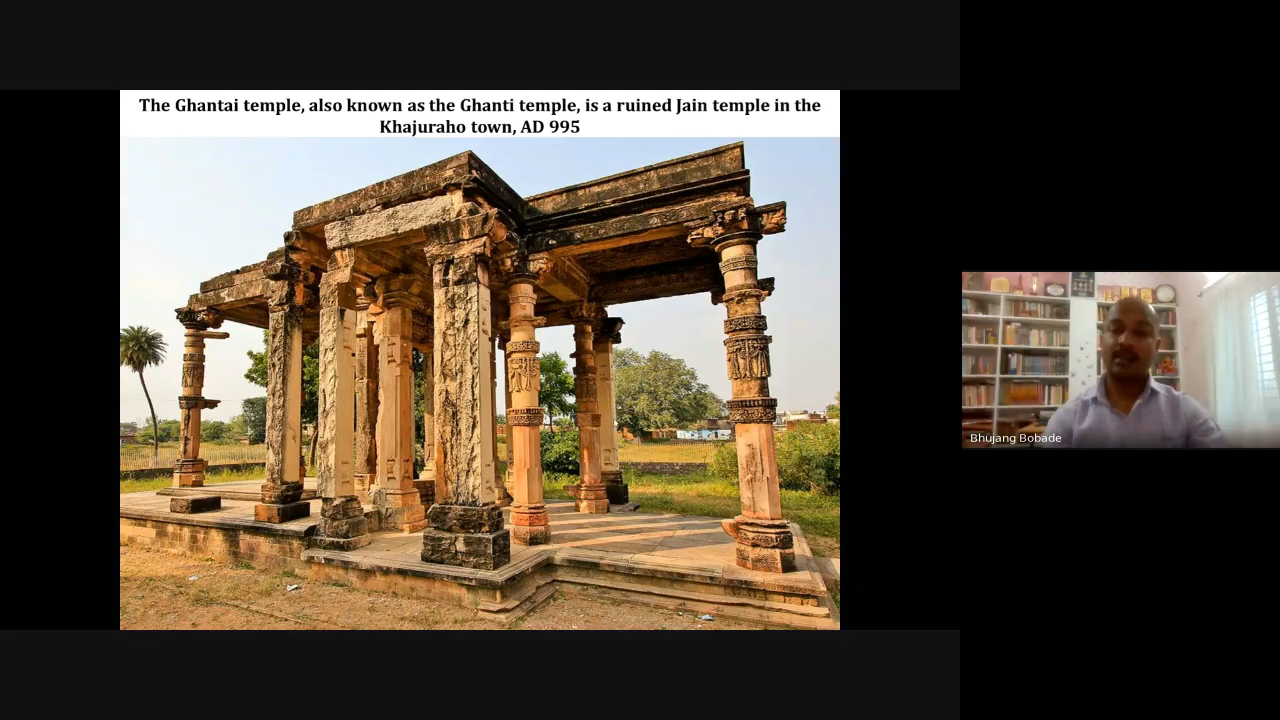 The Ghantai temple, also known as the Ghanti temple, is a ruined Jain temple in the
Khajuraho town, AD 995
Bhujang Bobade